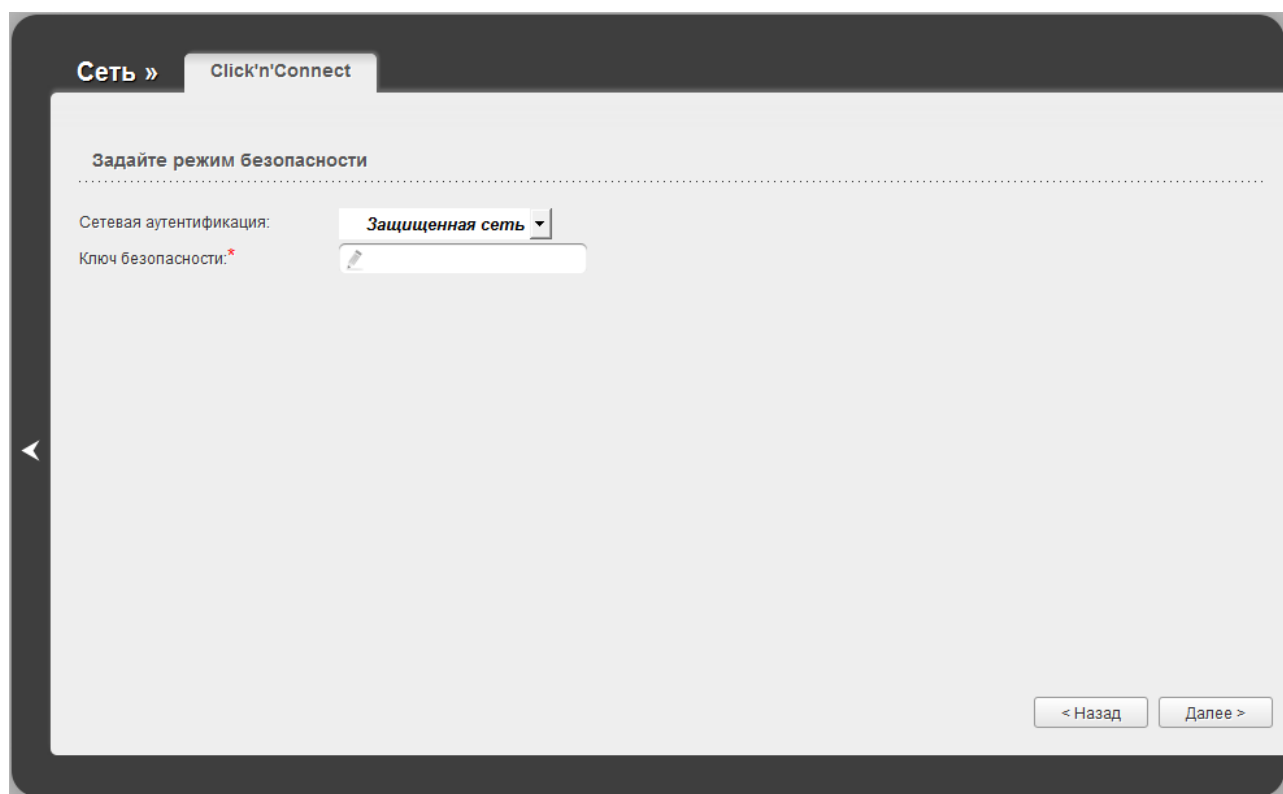 Сеть » Click'n'Connect
Задайте режим безопасности
Сетевая аутентификация: Защищенная сеть
Ключ безопасности:*
< Назад Далее >